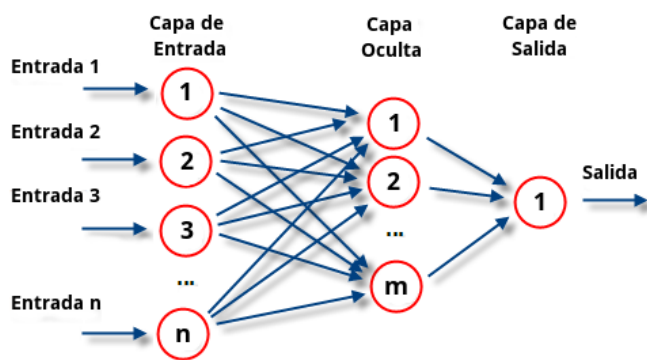 Capa de
Entrada
Capa
Oculta
Capa de
Salida
Entrada 1
1
Entrada 2
2
Entrada 3
3
...
Entrada n
n
1
2
...
m
1
Salida